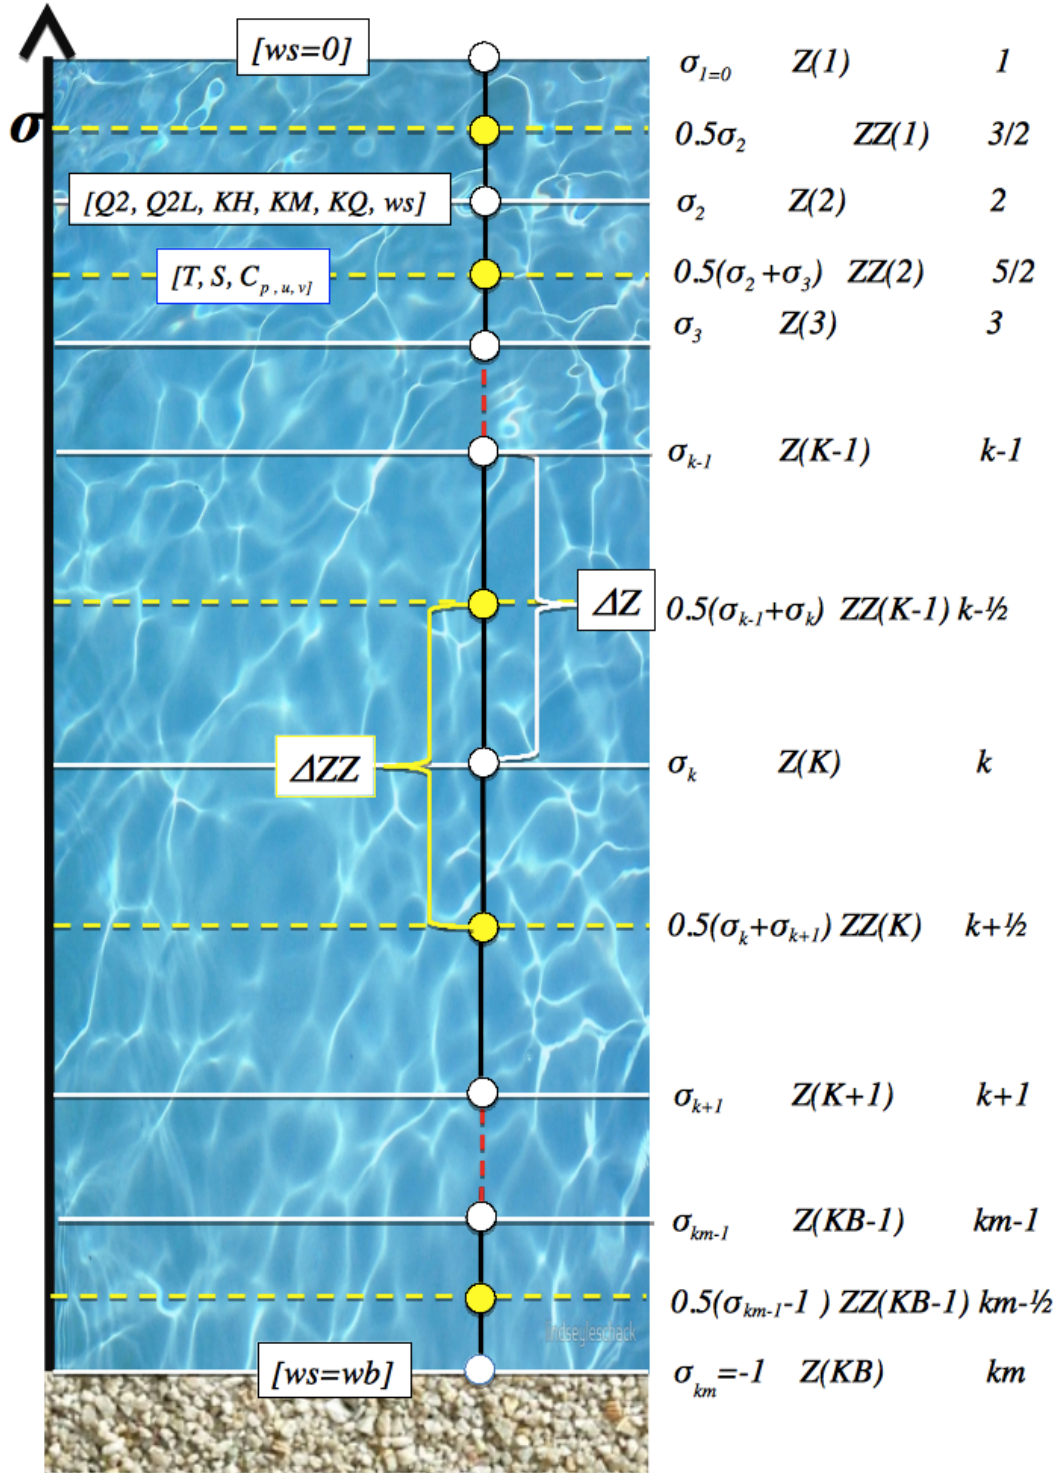 [ws=0] σ1=0 Z(1) 1
σ 0.5σ2 ZZ(1) 3/2
[Q2, Q2L, KH, KM, KQ, ws] σ2 Z(2) 2
[T, S, Cp,u,v] 0.5(σ2+σ3) ZZ(2) 5/2
σ3 Z(3) 3
σk-1 Z(K-1) k-1
ΔZ 0.5(σk-1+σk) ZZ(K-1) k-½
ΔZZ σk Z(K) k
0.5(σk+σk+1) ZZ(K) k+½
σk+1 Z(K+1) k+1
σkm-1 Z(KB-1) km-1
0.5(σkm-1-1 ) ZZ(KB-1) km-½
lindseyleschack
[ws=wb] σkm=-1 Z(KB) km